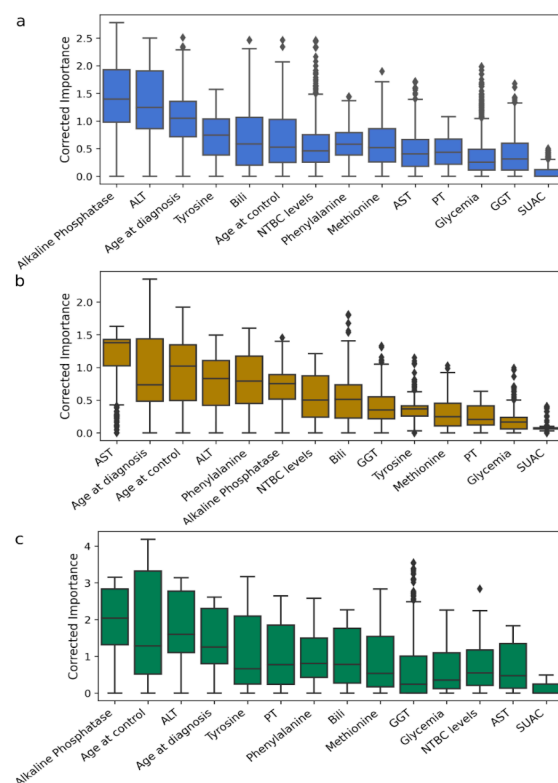 a
Corrected Importance
2.5
2.0
1.5
1.0
0.5
0.0
Alkaline Phosphatase
ALT
Age at diagnosis
Tyrosine
Bili
Age at control
NTBC levels
Phenylalanine
Methionine
AST
PT
Glycemia
GGT
SUAC
b
Corrected Importance
2.0
1.5
1.0
0.5
0.0
AST
Age at diagnosis
Age at control
ALT
Phenylalanine
Alkaline Phosphatase
NTBC levels
Bili
GGT
Tyrosine
Methionine
PT
Glycemia
SUAC
c
Corrected Importance
4
3
2
1
0
Alkaline Phosphatase
Age at control
ALT
Age at diagnosis
Tyrosine
PT
Phenylalanine
Bili
Methionine
GGT
Glycemia
NTBC levels
AST
SUAC